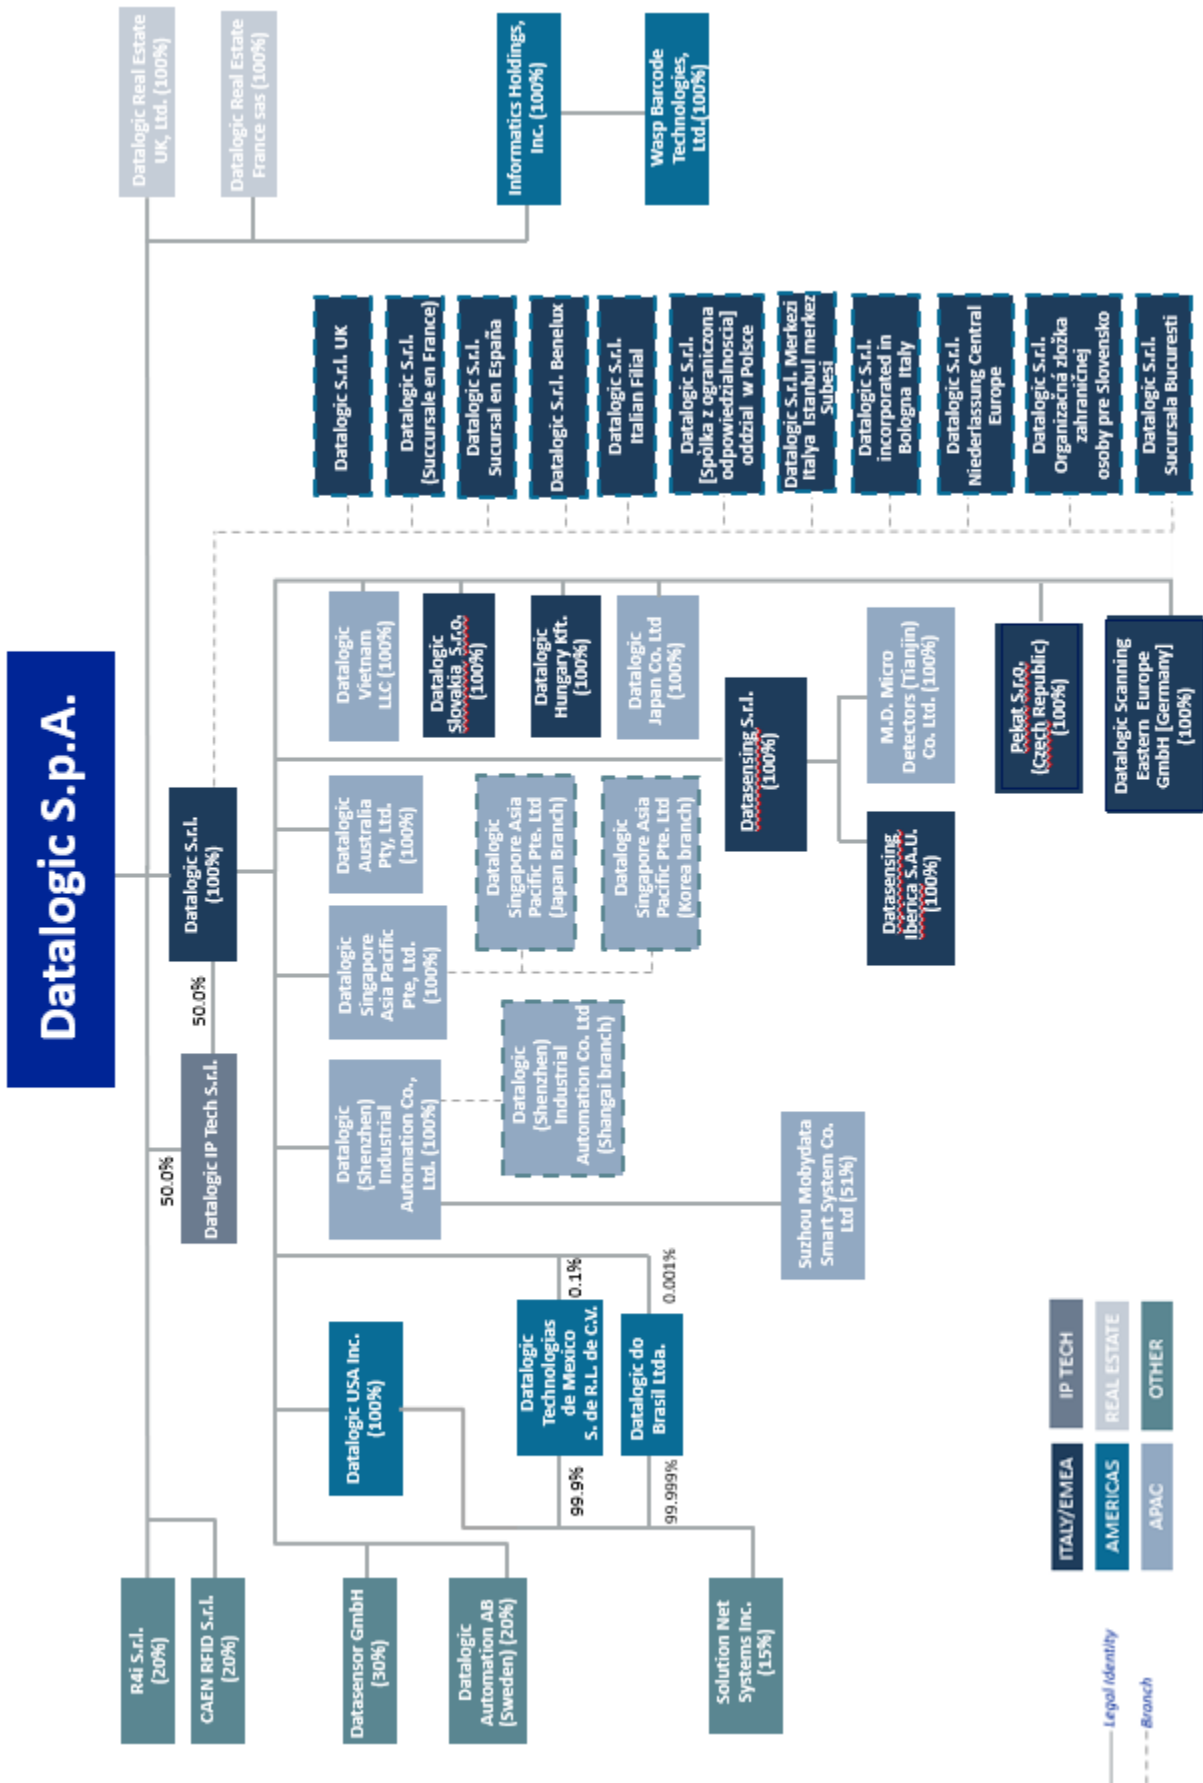 Datalogic S.p.A.
Datalogic Real Estate
UK, Ltd. (100%)
Datalogic Real Estate
France sas (100%)
Informatics Holdings,
Inc. (100%)
Wasp Barcode
Technologies,
Ltd.(100%)
R4i S.r.l.
(20%)
CAEN RFID S.r.l.
(20%)
50.0%
Datalogic IP Tech S.r.l.
50.0%
Datalogic S.r.l.
(100%)
Datalogic S.r.l. UK
Datalogic S.r.l.
(Succursale en France)
Datalogic S.r.l.
Sucursal en España
Datalogic S.r.l. Benelux
Datalogic S.r.l.
Italian Filial
Datalogic S.r.l.
[Spòlka z ograniczona
odpowiedzialnoscia]
oddzial w Polsce
Datalogic S.r.l. Merkezi
Italya Istanbul merkez
Subesi
Datalogic S.r.l.
incorporated in
Bologna Italy
Datalogic S.r.l.
Niederlassung Central
Europe
Datalogic S.r.l.
Organizačná zložka
zahraničnej
osoby pre Slovensko
Datalogic S.r.l.
Sucursala Bucuresti
Datasensor GmbH
(30%)
Datalogic
Automation AB
(Sweden) (20%)
Solution Net
Systems Inc.
(15%)
Datalogic USA Inc.
(100%)
Datalogic
Technologias
de Mexico
S. de R.L. de C.V.
99.9%
0.1%
Datalogic do
Brasil Ltda.
99.999%
0.001%
Datalogic
(Shenzhen)
Industrial
Automation Co.,
Ltd. (100%)
Datalogic
(Shenzhen)
Industrial
Automation Co. Ltd
(Shangai branch)
Suzhou Mobydata
Smart System Co.
Ltd (51%)
Datalogic
Singapore
Asia Pacific
Pte, Ltd.
(100%)
Datalogic
Singapore Asia
Pacific Pte. Ltd
(Japan Branch)
Datalogic
Singapore Asia
Pacific Pte. Ltd
(Korea branch)
Datalogic
Australia
Pty, Ltd.
(100%)
Datalogic
Vietnam
LLC (100%)
Datalogic
Slovakia S.r.o.
(100%)
Datalogic
Hungary Kft.
(100%)
Datalogic
Japan Co. Ltd
(100%)
Datasensing S.r.l.
(100%)
Datasensing
Iberica S.A.U.
(100%)
M.D. Micro
Detectors (Tianjin)
Co. Ltd. (100%)
Pekat S.r.o.
(Czech Republic)
(100%)
Datalogic Scanning
Eastern Europe
GmbH [Germany]
(100%)
Legal Identity
Branch
ITALY/EMEA
IP TECH
AMERICAS
REAL ESTATE
APAC
OTHER